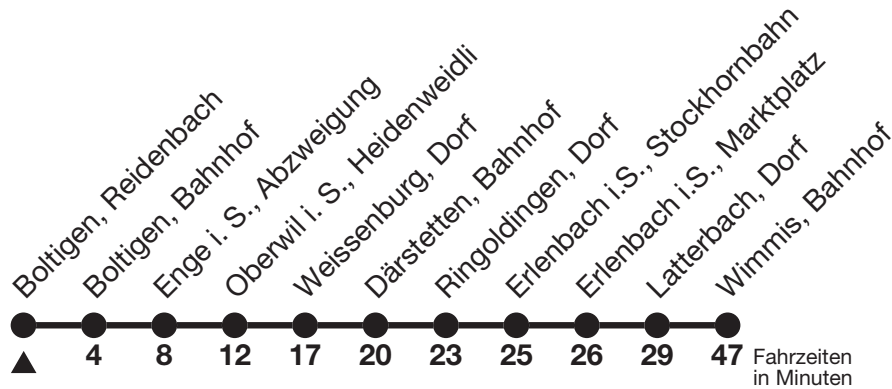 Boltigen, Reidenbach
Boltigen, Bahnhof
Enge i. S., Abzweigung
Oberwil i. S., Heidenweidli
Weissenburg, Dorf
Därstetten, Bahnhof
Ringoldingen, Dorf
Erlenbach i.S., Stockhornbahn
Erlenbach i.S., Marktplatz
Latterbach, Dorf
Wimmis, Bahnhof
4 8 12 17 20 23 25 26 29 47 Fahrzeiten
in Minuten